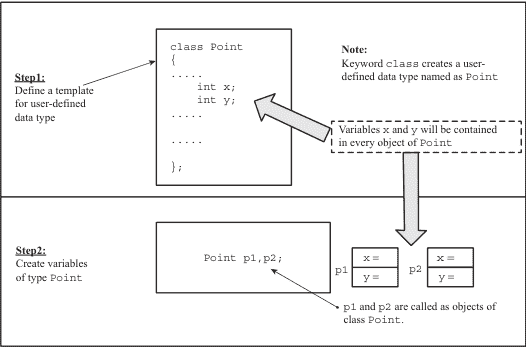 Step1:
Define a template
for user-defined
data type
class Point
{
.....
int x;
int y;
.....
.....
};
Note:
Keyword class creates a user-
defined data type named as Point
Variables x and y will be contained
in every object of Point
Step2:
Create variables
of type Point
Point p1,p2;
p1
x =
y =
p2
x =
y =
p1 and p2 are called as objects of
class Point.